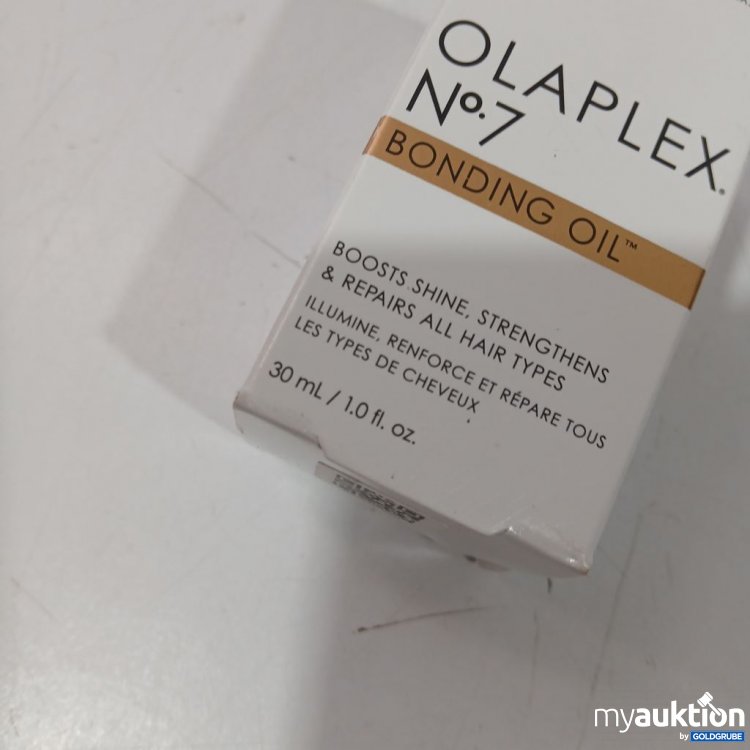 OLAPLEX®
Nº.7
BONDING OIL™
BOOSTS SHINE, STRENGTHENS
& REPAIRS ALL HAIR TYPES
ILLUMINE, RENFORCE ET RÉPARE TOUS
LES TYPES DE CHEVEUX
30 mL / 1.0 fl. oz.
myauktion
by GOLDGRUBE